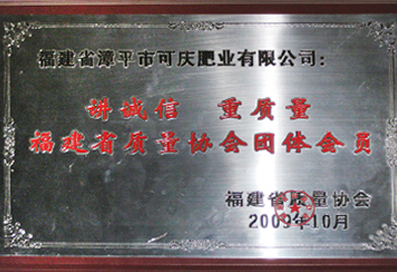 福建省漳平市可庆肥业有限公司：
讲诚信 重质量
福建省质量协会团体会员
福建省质量协会
2009年10月